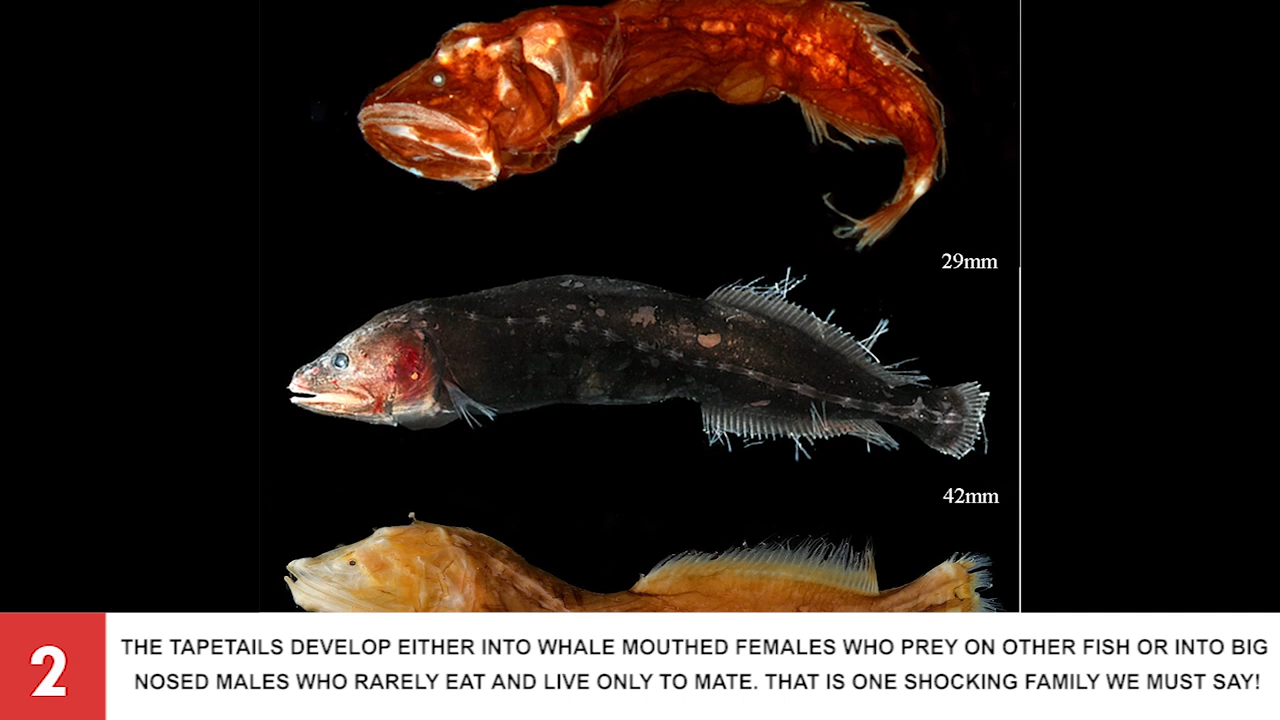 29mm
42mm
2
THE TAPETAILS DEVELOP EITHER INTO WHALE MOUTHED FEMALES WHO PREY ON OTHER FISH OR INTO BIG
NOSED MALES WHO RARELY EAT AND LIVE ONLY TO MATE. THAT IS ONE SHOCKING FAMILY WE MUST SAY!